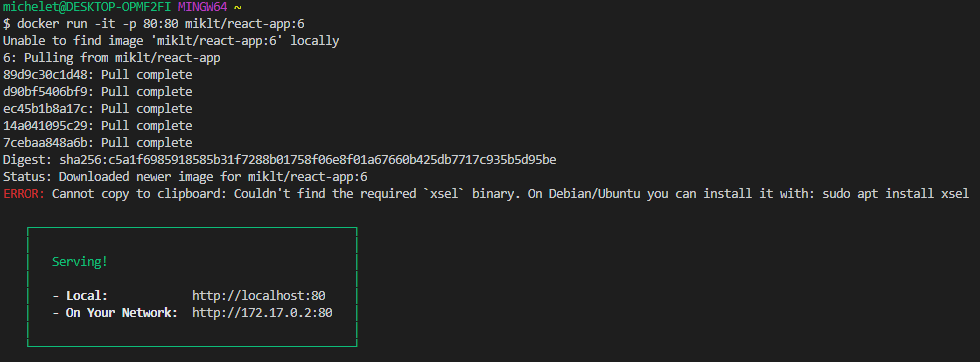 michelet@DESKTOP-OPMF2FI MINGW64 ~
$ docker run -it -p 80:80 miklt/react-app:6
Unable to find image 'miklt/react-app:6' locally
6: Pulling from miklt/react-app
89d9c30c1d48: Pull complete
d90bf5406bf9: Pull complete
ec45b1b8a17c: Pull complete
14a041095c29: Pull complete
7cebaa848a6b: Pull complete
Digest: sha256:c5a1f6985918585b31f7288b01758f06e8f01a67660b425db7717c935b5d95be
Status: Downloaded newer image for miklt/react-app:6
ERROR: Cannot copy to clipboard: Couldn't find the required `xsel` binary. On Debian/Ubuntu you can install it with: sudo apt install xsel
Serving!
- Local: http://localhost:80
- On Your Network: http://172.17.0.2:80